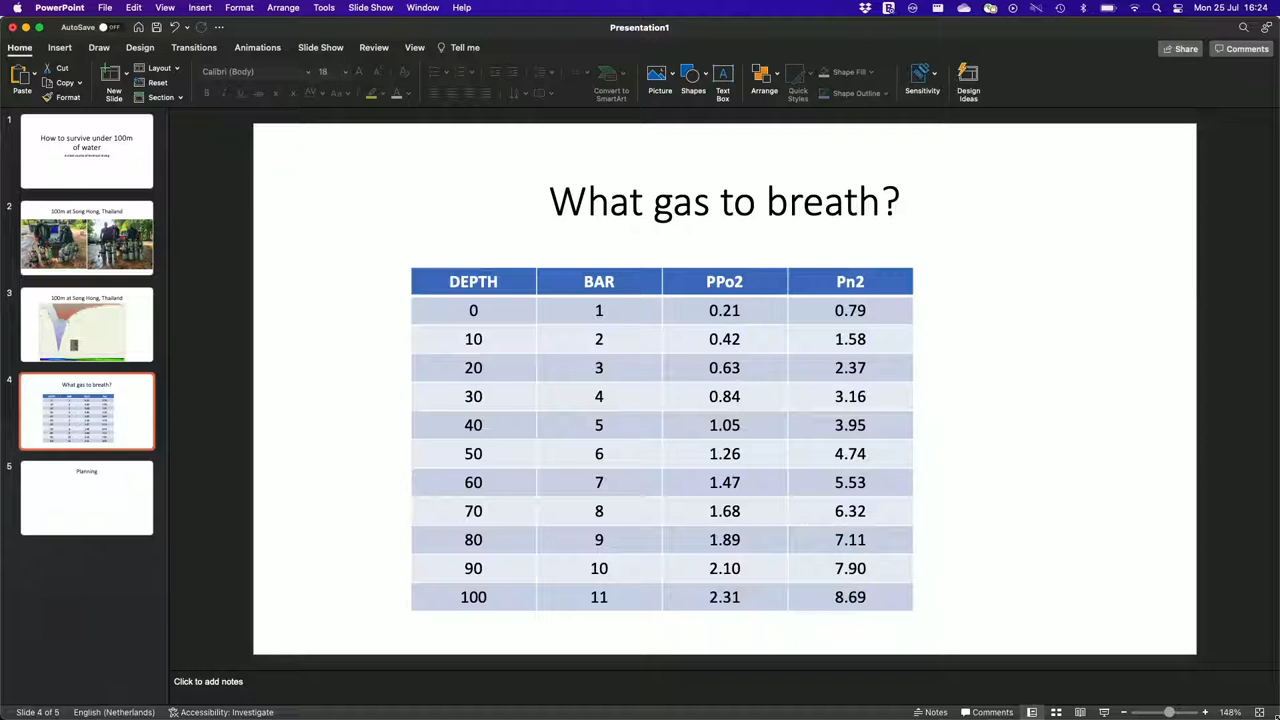 PowerPoint File Edit View Insert Format Arrange Tools Slide Show Window Help Mon 25 Jul 16:24
AutoSave OFF Presentation1
Home Insert Draw Design Transitions Animations Slide Show Review View Tell me Share Comments
Paste
Cut
Copy
Format
New
Slide
Layout
Reset
Section
Calibri (Body) 18
Convert to
SmartArt
Picture
Shapes
Text
Box
Arrange
Quick
Styles
Shape Fill
Shape Outline
Sensitivity
Design
Ideas
1
How to survive under 100m
of water
2
100m at Song Hong, Thailand
3
100m at Song Hong, Thailand
4
What gas to breath?
5
Planning
What gas to breath?
DEPTH BAR PPo2 Pn2
0 1 0.21 0.79
10 2 0.42 1.58
20 3 0.63 2.37
30 4 0.84 3.16
40 5 1.05 3.95
50 6 1.26 4.74
60 7 1.47 5.53
70 8 1.68 6.32
80 9 1.89 7.11
90 10 2.10 7.90
100 11 2.31 8.69
Click to add notes
Slide 4 of 5 English (Netherlands) Accessibility: Investigate Notes Comments 148%